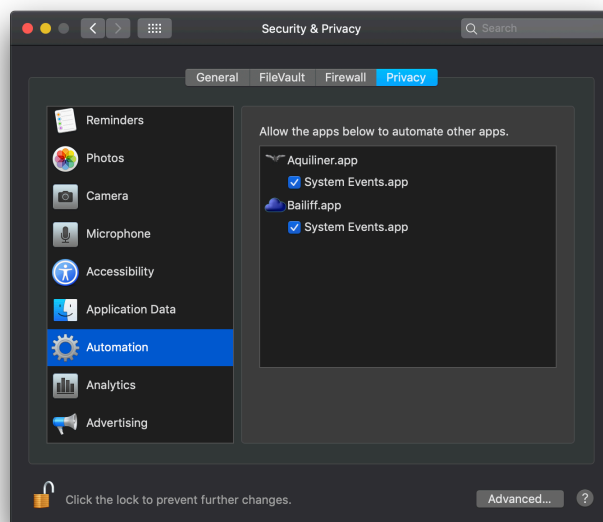 Security & Privacy
Search
General
FileVault
Firewall
Privacy
Reminders
Photos
Camera
Microphone
Accessibility
Application Data
Automation
Analytics
Advertising
Allow the apps below to automate other apps.
Aquiliner.app
System Events.app
Bailiff.app
System Events.app
Click the lock to prevent further changes.
Advanced...
?